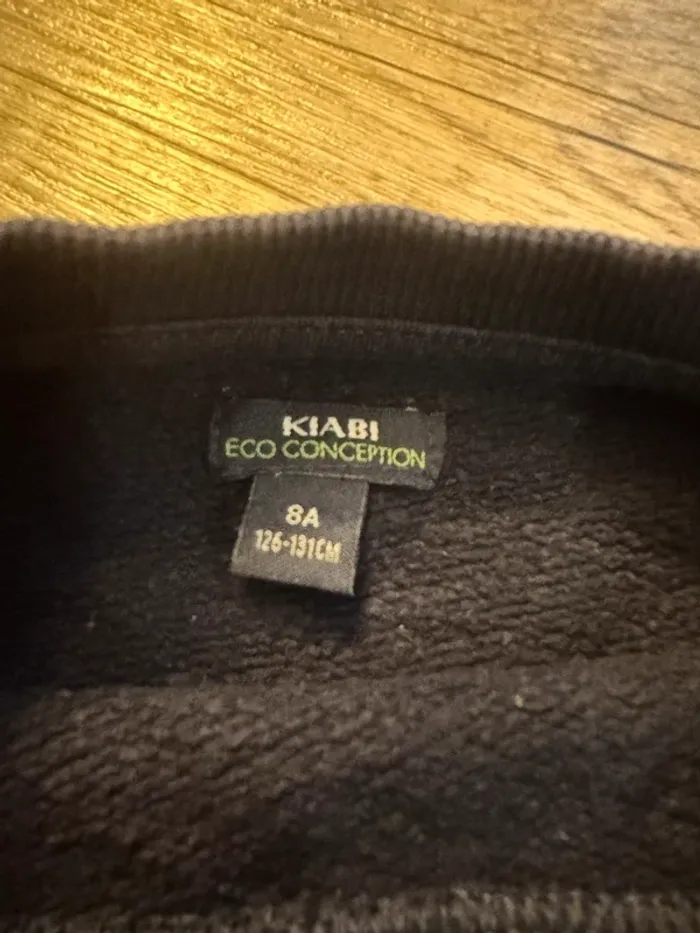 KIABI
ECO CONCEPTION
8A
126-131CM